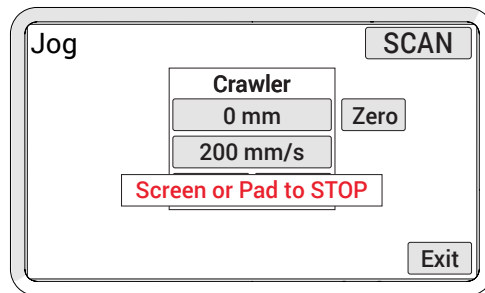 Jog
SCAN
Crawler
0 mm
Zero
200 mm/s
Screen or Pad to STOP
Exit